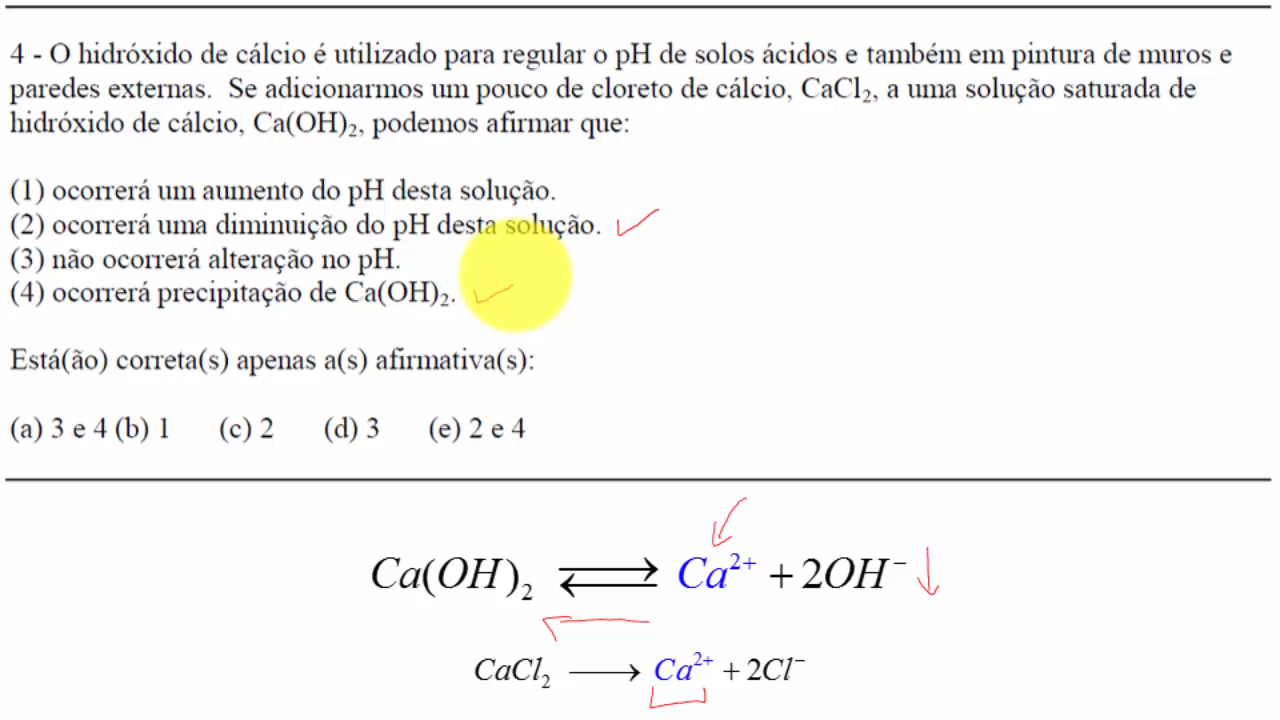 4 - O hidróxido de cálcio é utilizado para regular o pH de solos ácidos e também em pintura de muros e
paredes externas. Se adicionarmos um pouco de cloreto de cálcio, CaCl₂, a uma solução saturada de
hidróxido de cálcio, Ca(OH)₂, podemos afirmar que:
(1) ocorrerá um aumento do pH desta solução.
(2) ocorrerá uma diminuição do pH desta solução.
(3) não ocorrerá alteração no pH.
(4) ocorrerá precipitação de Ca(OH)₂.
Está(ão) correta(s) apenas a(s) afirmativa(s):
(a) 3 e 4 (b) 1 (c) 2 (d) 3 (e) 2 e 4
Ca(OH)₂ ⇌ Ca²⁺ + 2OH⁻
CaCl₂ ⟶ Ca²⁺ + 2Cl⁻